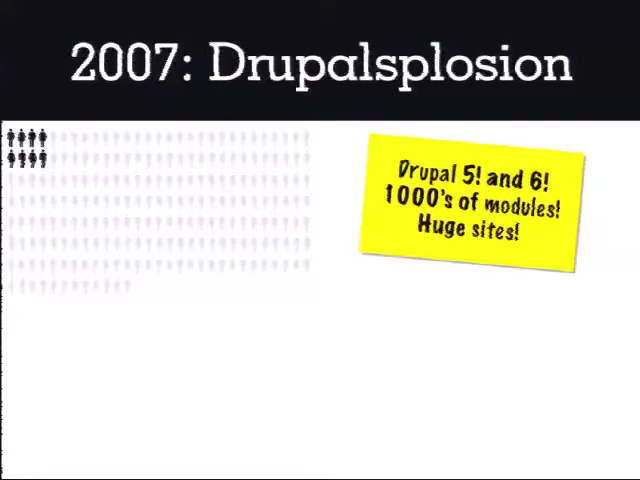 2007: Drupalsplosion
Drupal 5! and 6!
1000's of modules!
Huge sites!